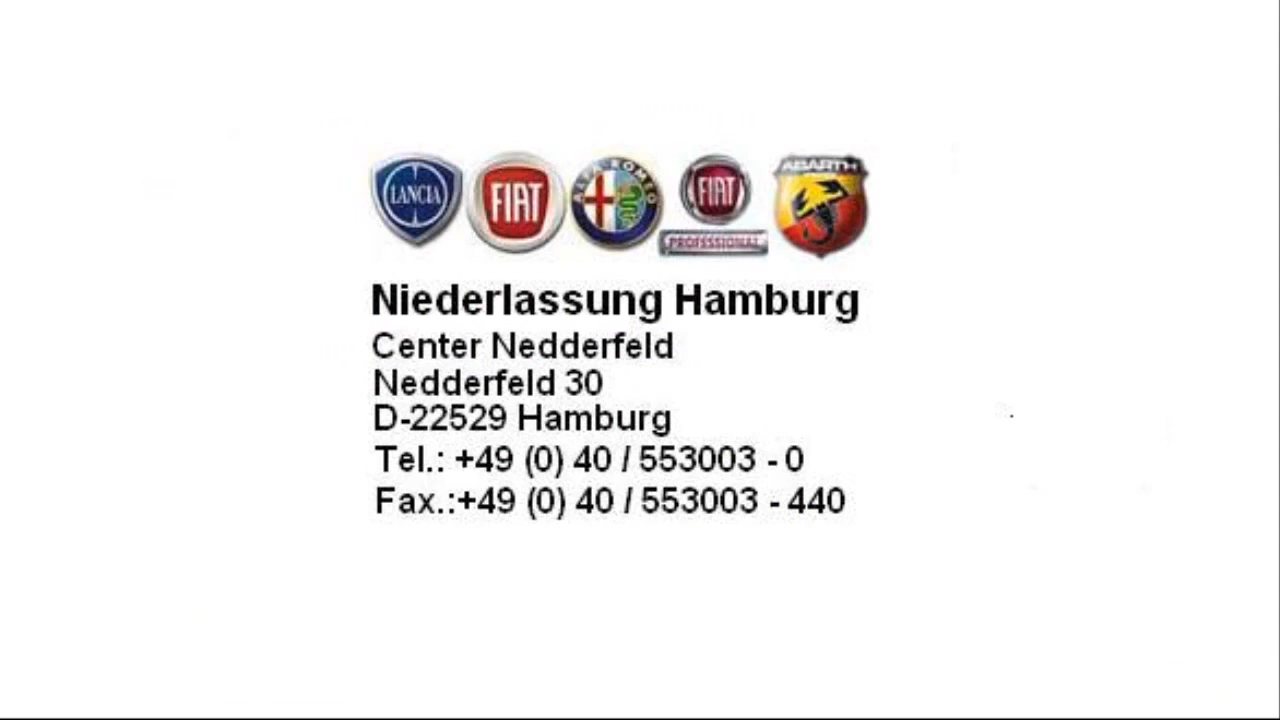 LANCIA FIAT ALFA ROMEO FIAT ABARTH
PROFESSIONAL
Niederlassung Hamburg
Center Nedderfeld
Nedderfeld 30
D-22529 Hamburg
Tel.: +49 (0) 40 / 553003 - 0
Fax.:+49 (0) 40 / 553003 - 440